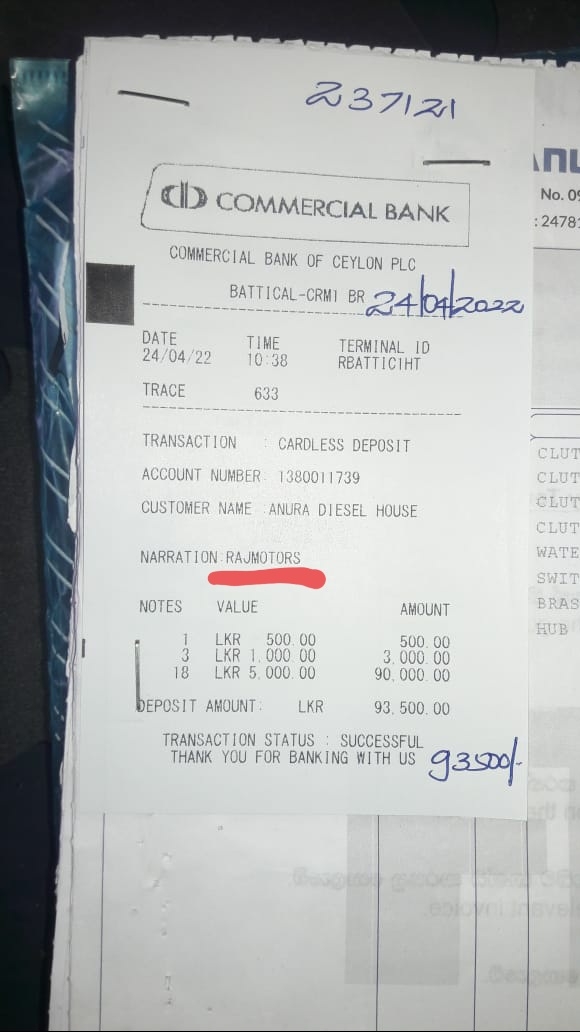 237121
COMMERCIAL BANK
COMMERCIAL BANK OF CEYLON PLC
BATTICAL-CRM1 BR 24/04/2022
DATE TIME TERMINAL ID
24/04/22 10:38 RBATTIC1HT
TRACE 633
TRANSACTION : CARDLESS DEPOSIT
ACCOUNT NUMBER: 1380011739
CUSTOMER NAME :ANURA DIESEL HOUSE
NARRATION:RAJMOTORS
NOTES VALUE AMOUNT
1 LKR 500.00 500.00
3 LKR 1,000.00 3,000.00
18 LKR 5,000.00 90,000.00
DEPOSIT AMOUNT: LKR 93,500.00
TRANSACTION STATUS : SUCCESSFUL
THANK YOU FOR BANKING WITH US 93500/-
No. 09
: 2478
CLUT
CLUT
CLUT
CLUT
WATE
SWIT
BRAS
HUB